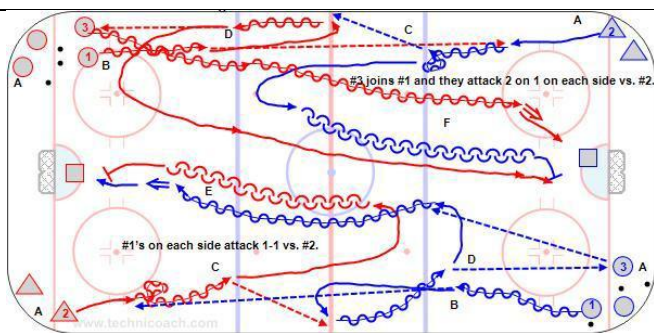 3
D
A
2
C
1
B
#3 joins #1 and they attack 2 on 1 on each side vs. #2.
A
F
E
#1's on each side attack 1-1 vs. #2.
C
D
3
A
A
2
B
1
www.technicoach.com